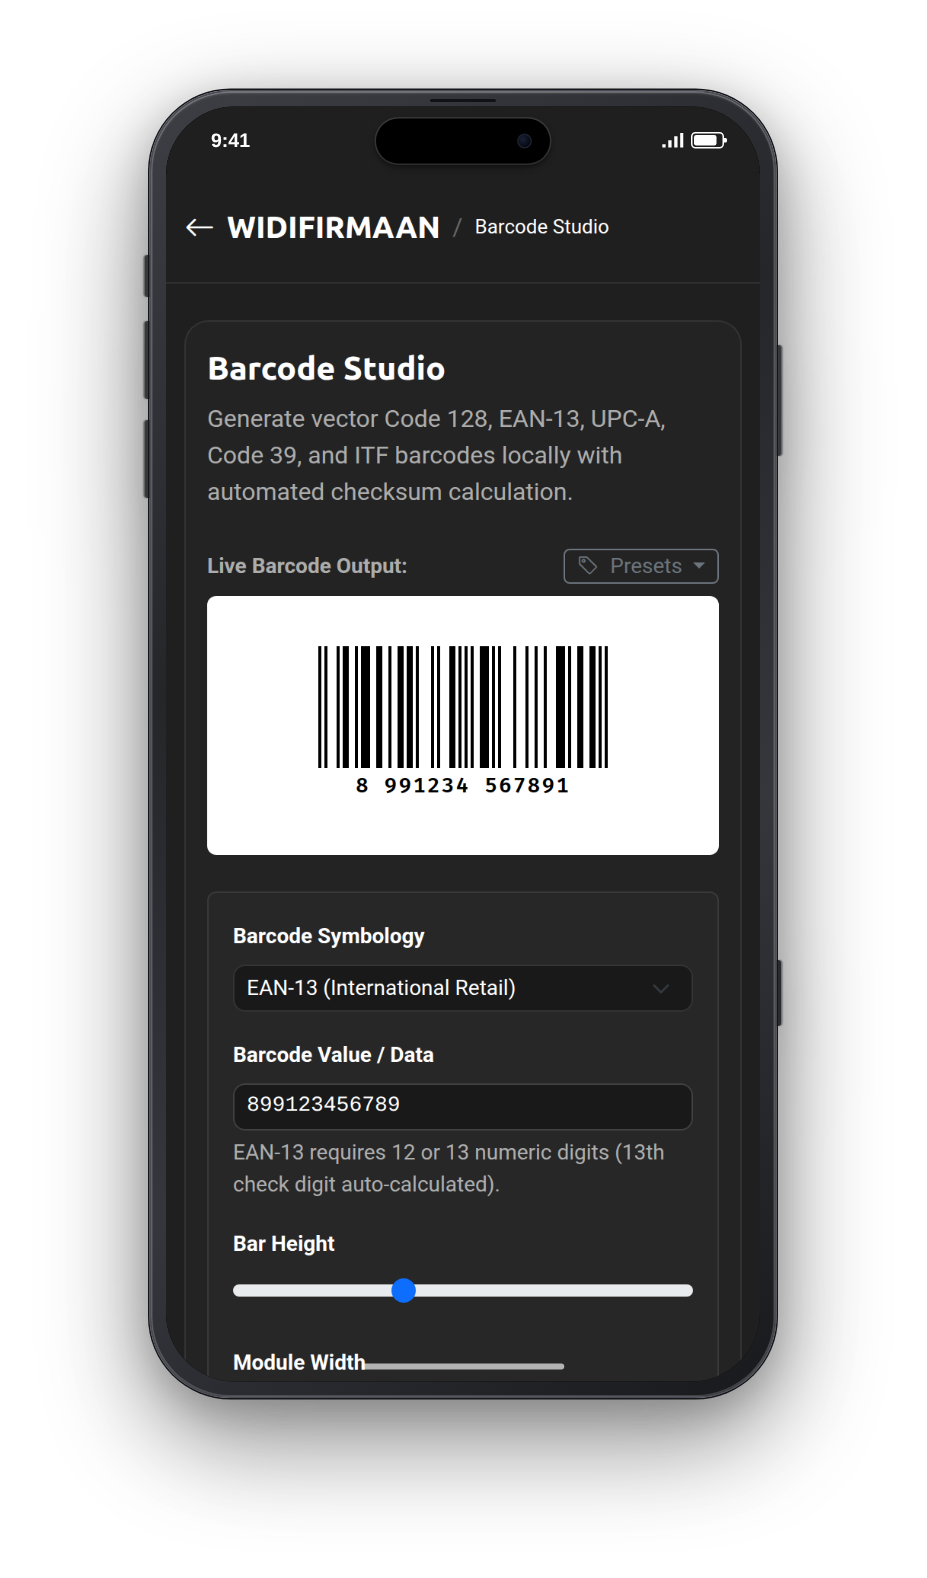 9:41
WIDIFIRMAAN / Barcode Studio
Barcode Studio
Generate vector Code 128, EAN-13, UPC-A,
Code 39, and ITF barcodes locally with
automated checksum calculation.
Live Barcode Output:
Presets
8 991234 567891
Barcode Symbology
EAN-13 (International Retail)
Barcode Value / Data
899123456789
EAN-13 requires 12 or 13 numeric digits (13th
check digit auto-calculated).
Bar Height
Module Width